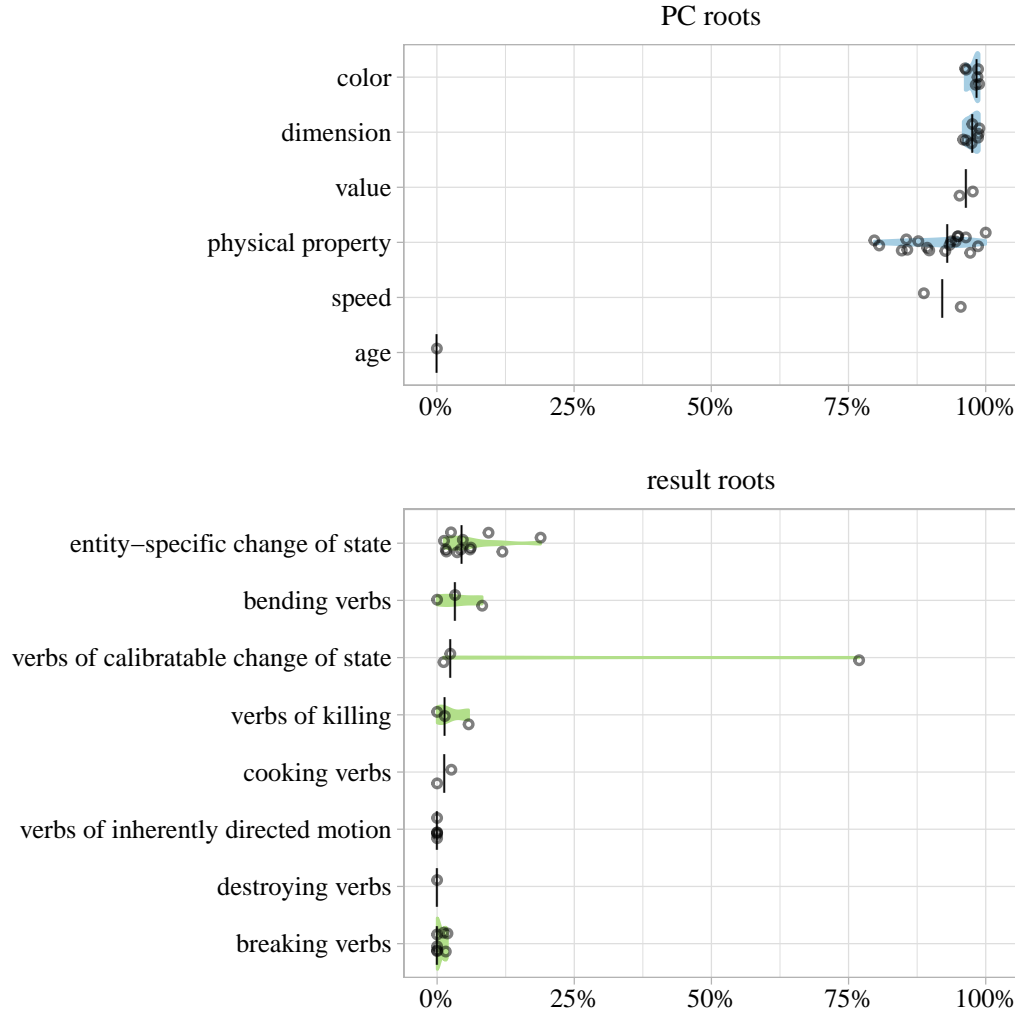 PC roots
color
dimension
value
physical property
speed
age
0% 25% 50% 75% 100%
result roots
entity−specific change of state
bending verbs
verbs of calibratable change of state
verbs of killing
cooking verbs
verbs of inherently directed motion
destroying verbs
breaking verbs
0% 25% 50% 75% 100%